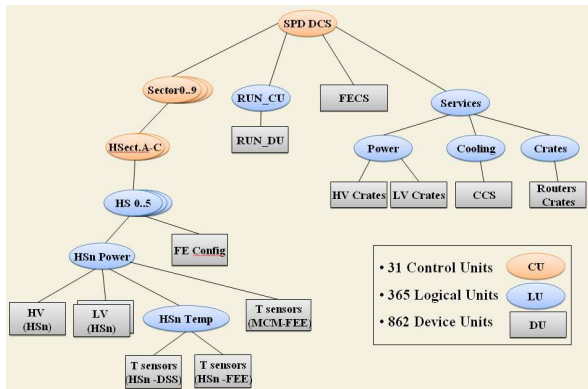 SPD DCS
Sector0..9
RUN_CU
FECS
Services
RUN_DU
HSect.A-C
Power
Cooling
Crates
HV Crates
LV Crates
CCS
Routers
Crates
HS 0..5
FE Config
HSn Power
HV
(HSn)
LV
(HSn)
HSn Temp
T sensors
(MCM-FEE)
T sensors
(HSn -DSS)
T sensors
(HSn -FEE)
• 31 Control Units
CU
• 365 Logical Units
LU
• 862 Device Units
DU